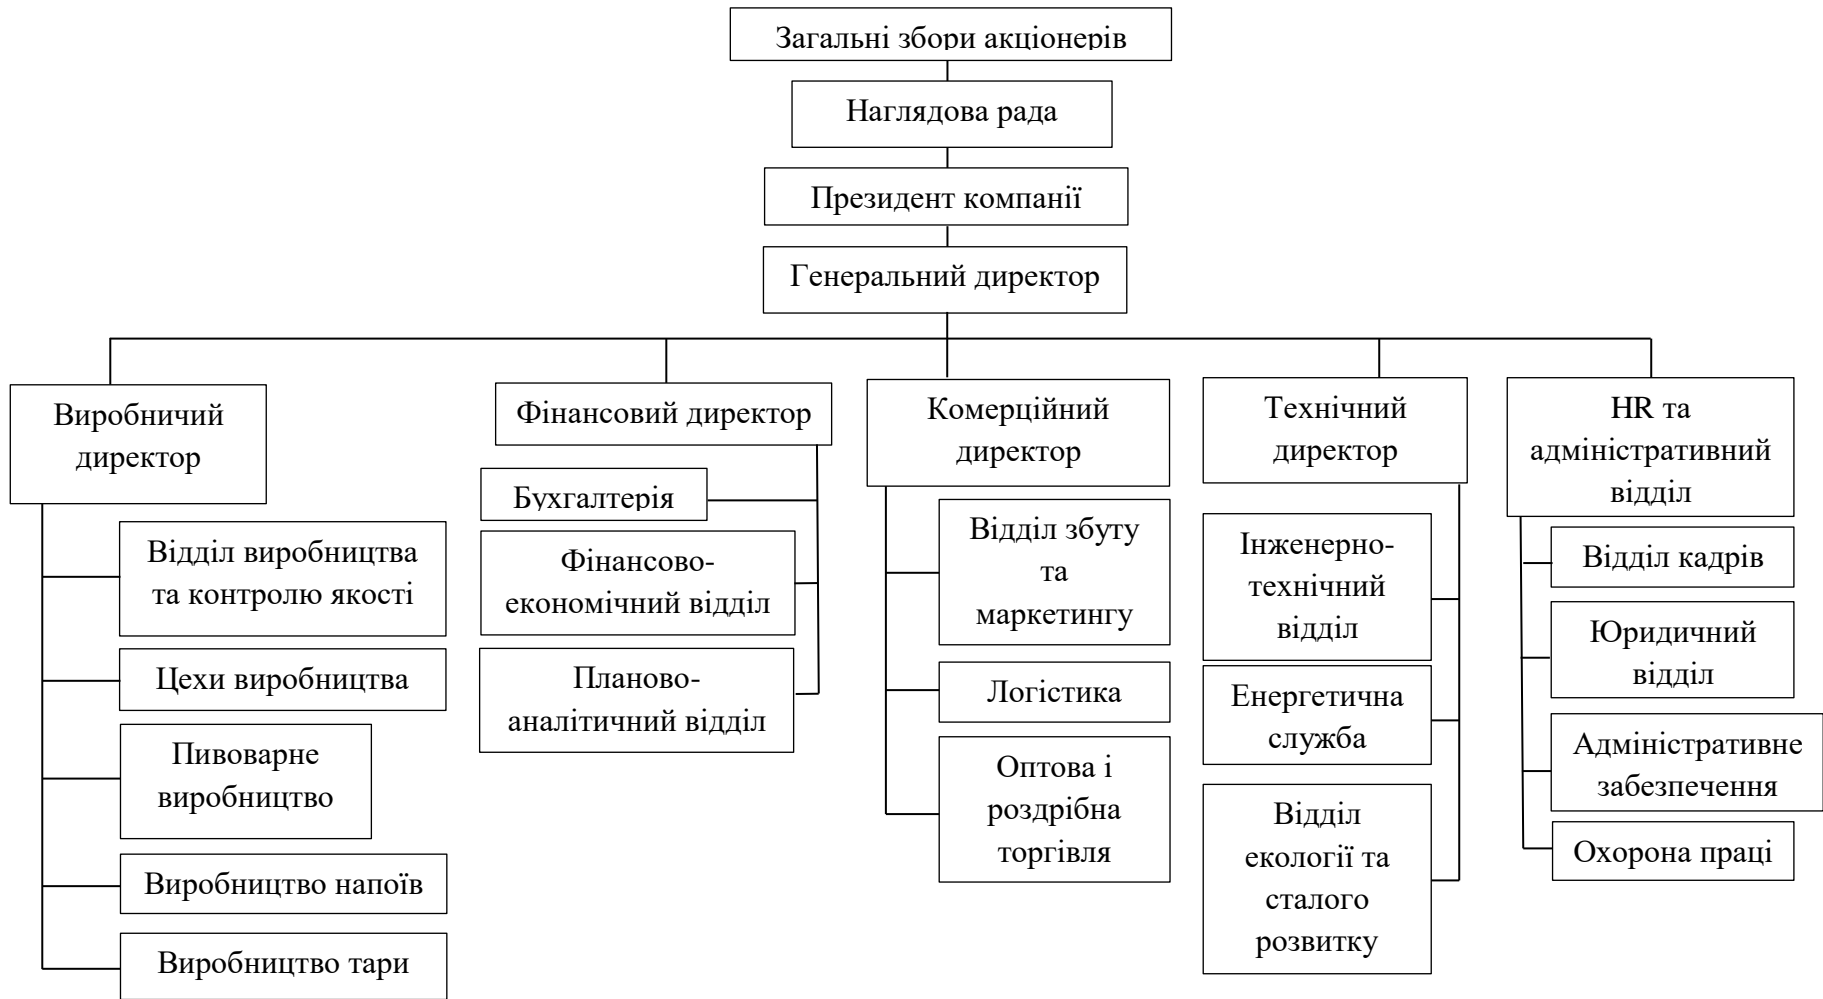 Загальні збори акціонерів
Наглядова рада
Президент компанії
Генеральний директор
Виробничий
директор
Відділ виробництва
та контролю якості
Цехи виробництва
Пивоварне
виробництво
Виробництво напоїв
Виробництво тари
Фінансовий директор
Бухгалтерія
Фінансово-
економічний відділ
Планово-
аналітичний відділ
Комерційний
директор
Відділ збуту
та
маркетингу
Логістика
Оптова і
роздрібна
торгівля
Технічний
директор
Інженерно-
технічний
відділ
Енергетична
служба
Відділ
екології та
сталого
розвитку
HR та
адміністративний
відділ
Відділ кадрів
Юридичний
відділ
Адміністративне
забезпечення
Охорона праці